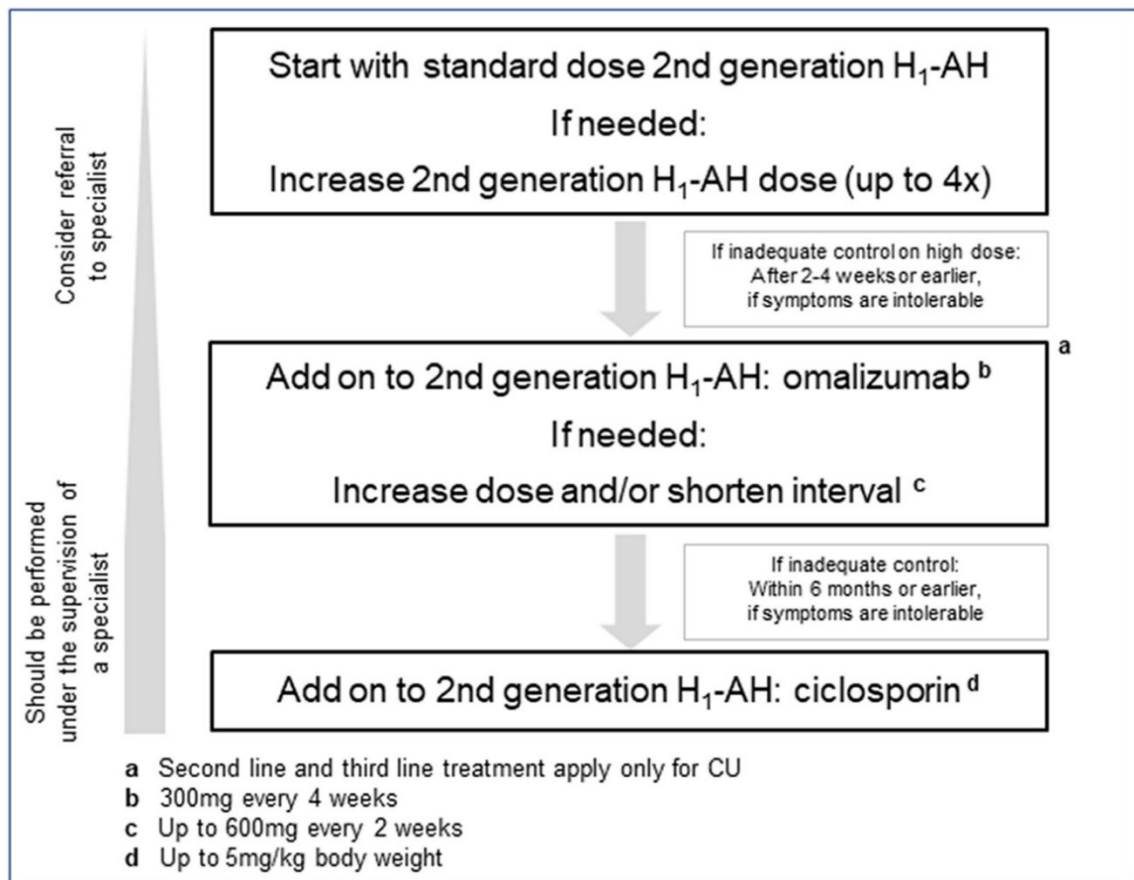 Start with standard dose 2nd generation H₁-AH
If needed:
Increase 2nd generation H₁-AH dose (up to 4x)
Consider referral
to specialist
If inadequate control on high dose:
After 2-4 weeks or earlier,
if symptoms are intolerable
a
Add on to 2nd generation H₁-AH: omalizumab b
If needed:
Increase dose and/or shorten interval c
Should be performed
under the supervision of
a specialist
If inadequate control:
Within 6 months or earlier,
if symptoms are intolerable
Add on to 2nd generation H₁-AH: ciclosporin d
a Second line and third line treatment apply only for CU
b 300mg every 4 weeks
c Up to 600mg every 2 weeks
d Up to 5mg/kg body weight